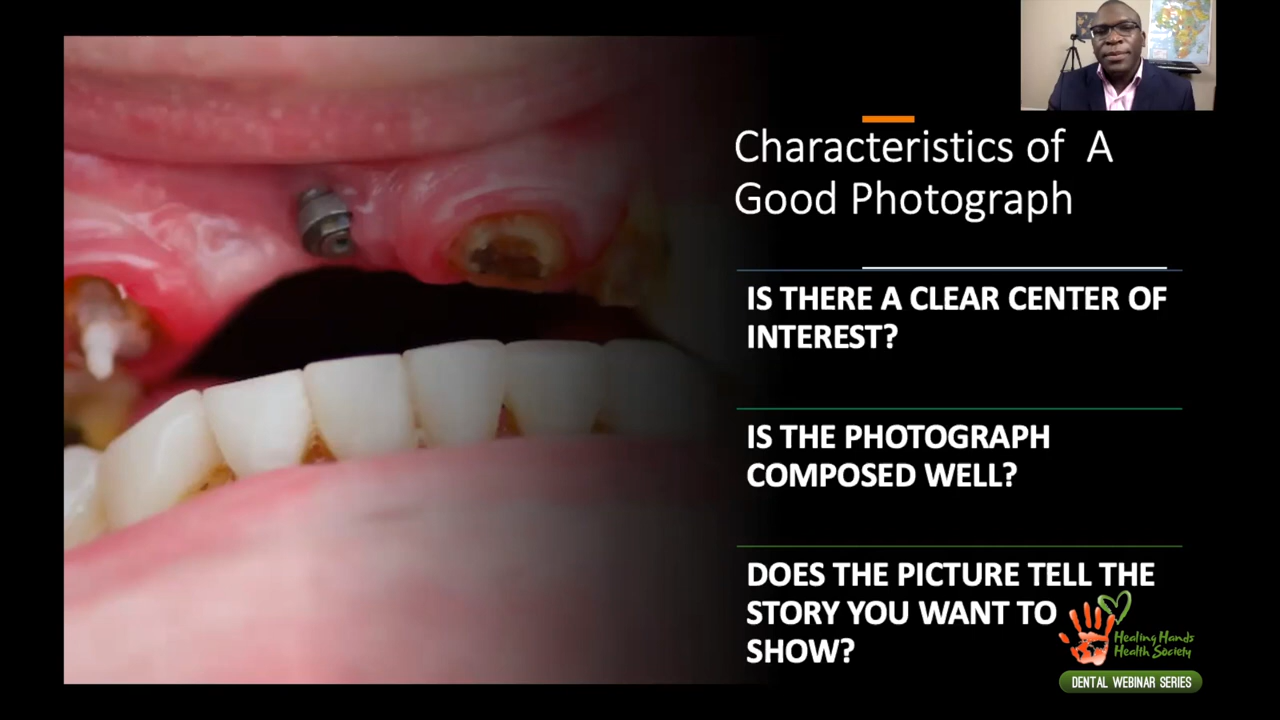 Characteristics of A
Good Photograph
IS THERE A CLEAR CENTER OF
INTEREST?
IS THE PHOTOGRAPH
COMPOSED WELL?
DOES THE PICTURE TELL THE
STORY YOU WANT TO
SHOW?
Healing Hands
Health Society
DENTAL WEBINAR SERIES